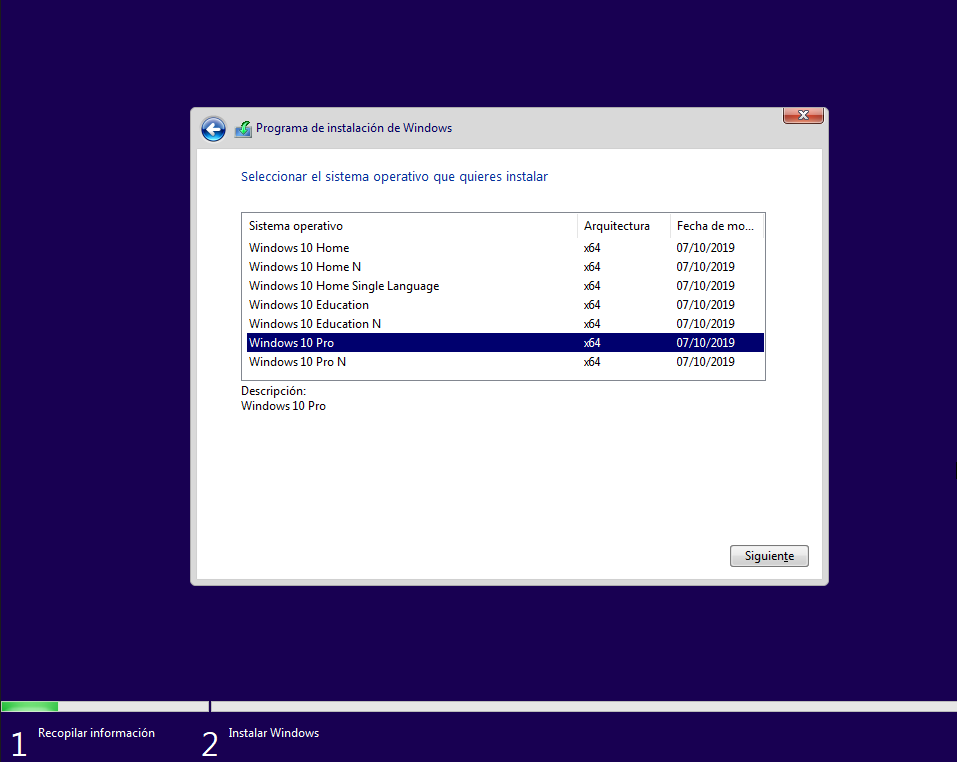 Programa de instalación de Windows
Seleccionar el sistema operativo que quieres instalar
Sistema operativo Arquitectura Fecha de mo...
Windows 10 Home x64 07/10/2019
Windows 10 Home N x64 07/10/2019
Windows 10 Home Single Language x64 07/10/2019
Windows 10 Education x64 07/10/2019
Windows 10 Education N x64 07/10/2019
Windows 10 Pro x64 07/10/2019
Windows 10 Pro N x64 07/10/2019
Descripción:
Windows 10 Pro
Siguiente
1 Recopilar información 2 Instalar Windows